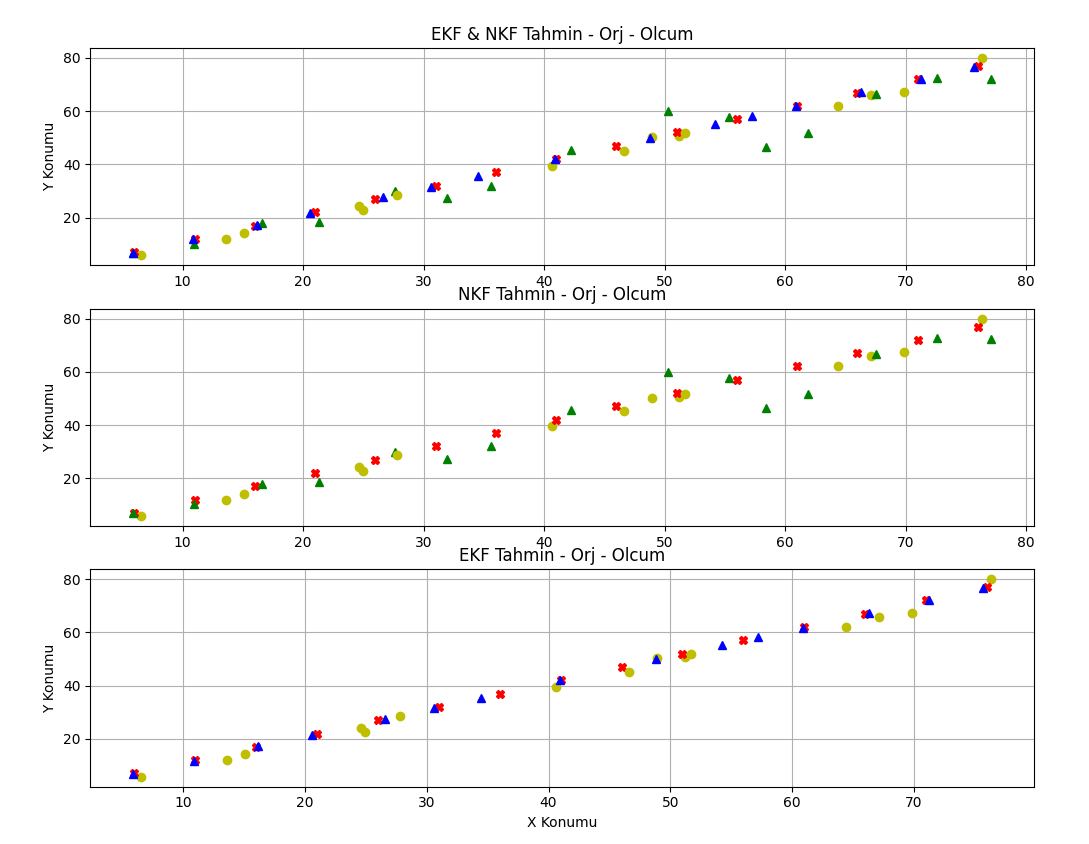 EKF & NKF Tahmin - Orj - Olcum
Y Konumu
80
60
40
20
10 20 30 40 50 60 70 80
NKF Tahmin - Orj - Olcum
Y Konumu
80
60
40
20
10 20 30 40 50 60 70 80
EKF Tahmin - Orj - Olcum
Y Konumu
80
60
40
20
10 20 30 40 50 60 70
X Konumu